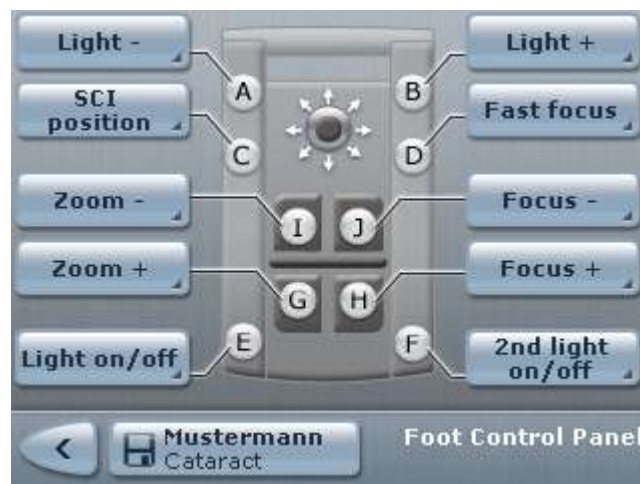 Light -
Light +
A
B
SCI
position
Fast focus
C
D
Zoom -
Focus -
I
J
Zoom +
Focus +
G
H
Light on/off
E
F
2nd light
on/off
Mustermann
Cataract
Foot Control Panel